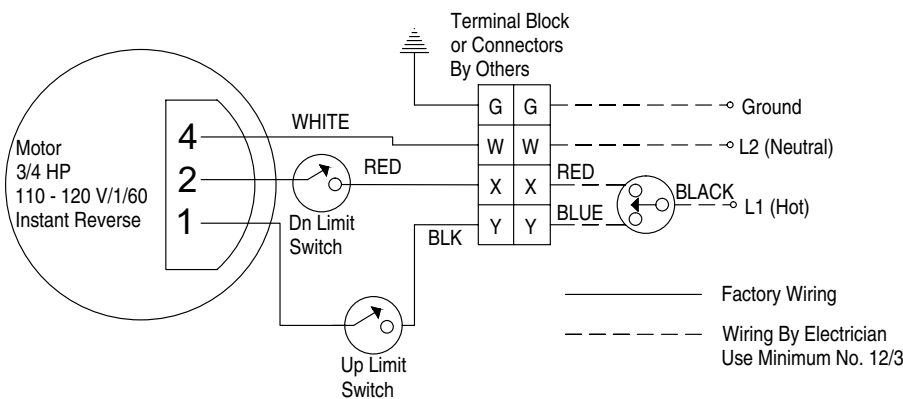 Terminal Block
or Connectors
By Others
Motor
3/4 HP
110 - 120 V/1/60
Instant Reverse
4
2
1
WHITE
RED
Dn Limit
Switch
BLK
Up Limit
Switch
G G
W W
X X
Y Y
RED
BLUE
BLACK
Ground
L2 (Neutral)
L1 (Hot)
Factory Wiring
Wiring By Electrician
Use Minimum No. 12/3